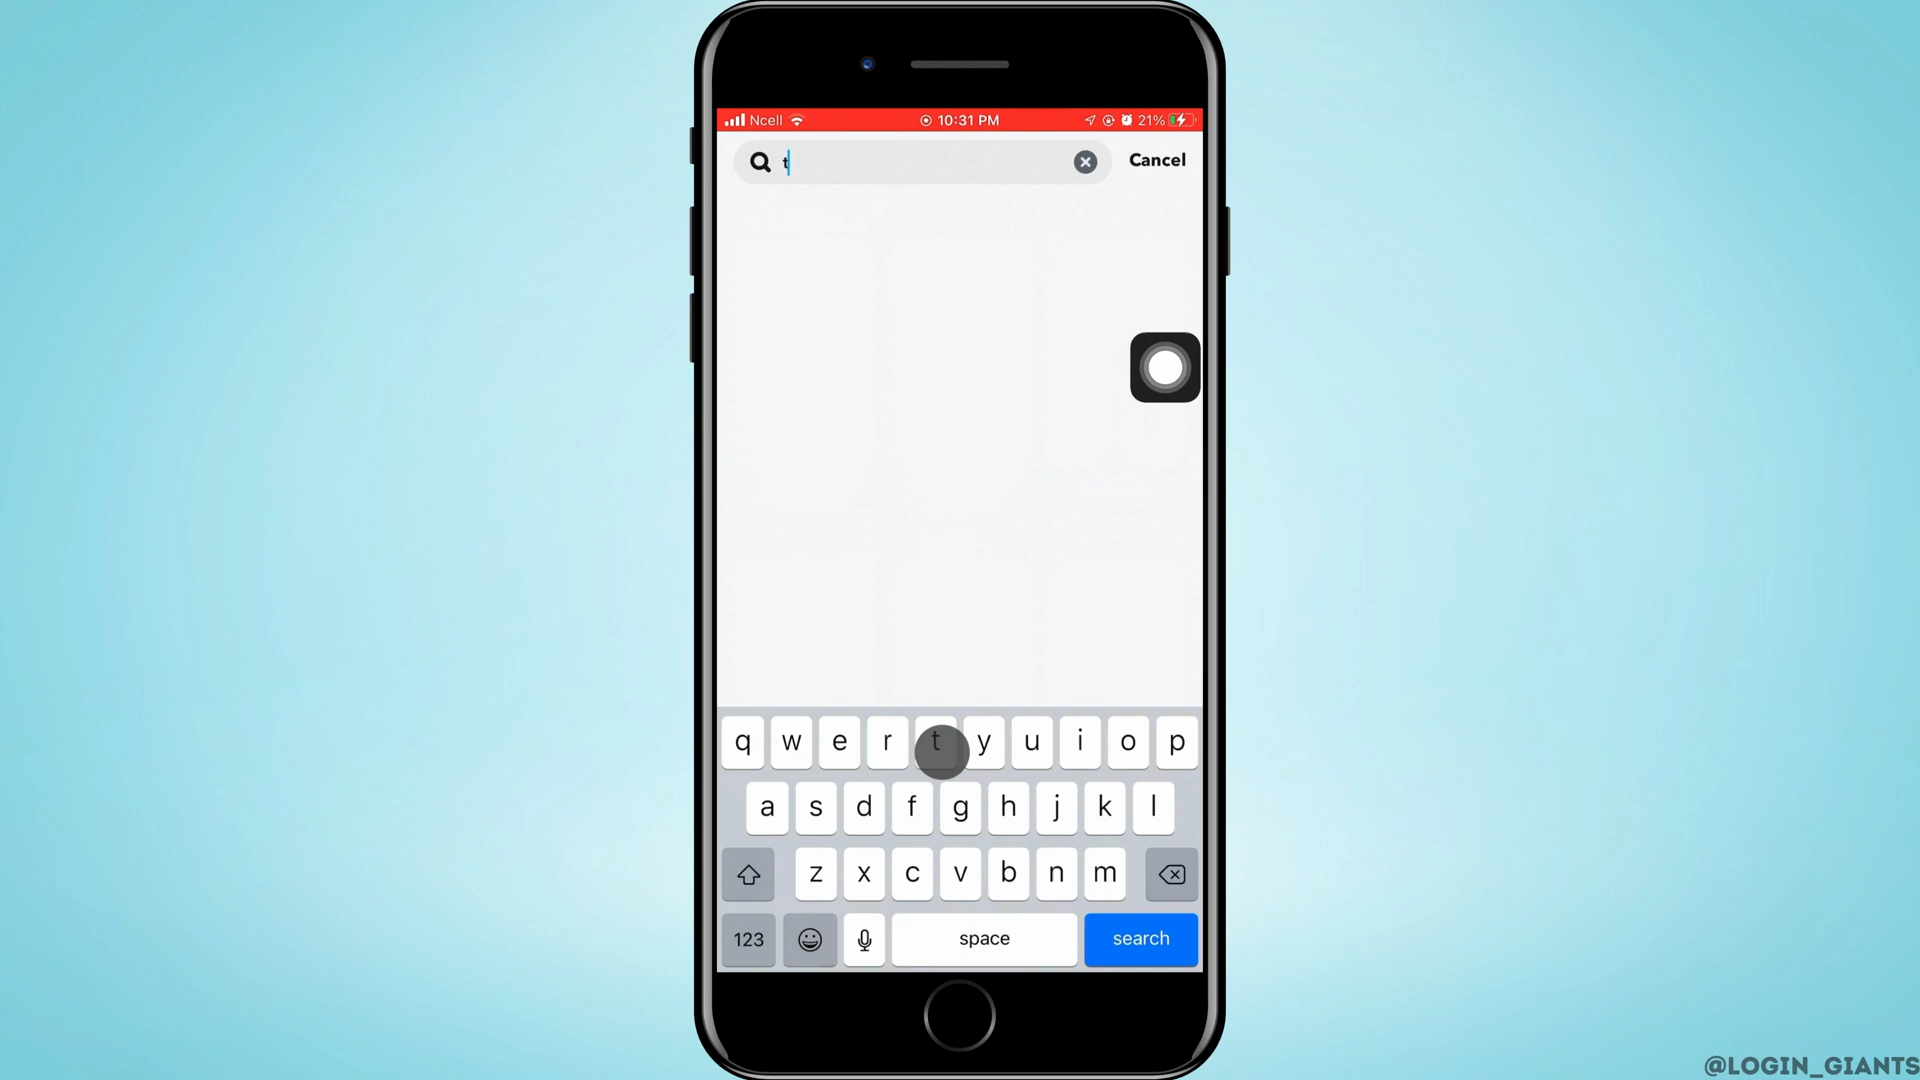 Ncell 10:31 PM 21%
t Cancel
q w e r t y u i o p
a s d f g h j k l
z x c v b n m
123 space search
@LOGIN_GIANTS